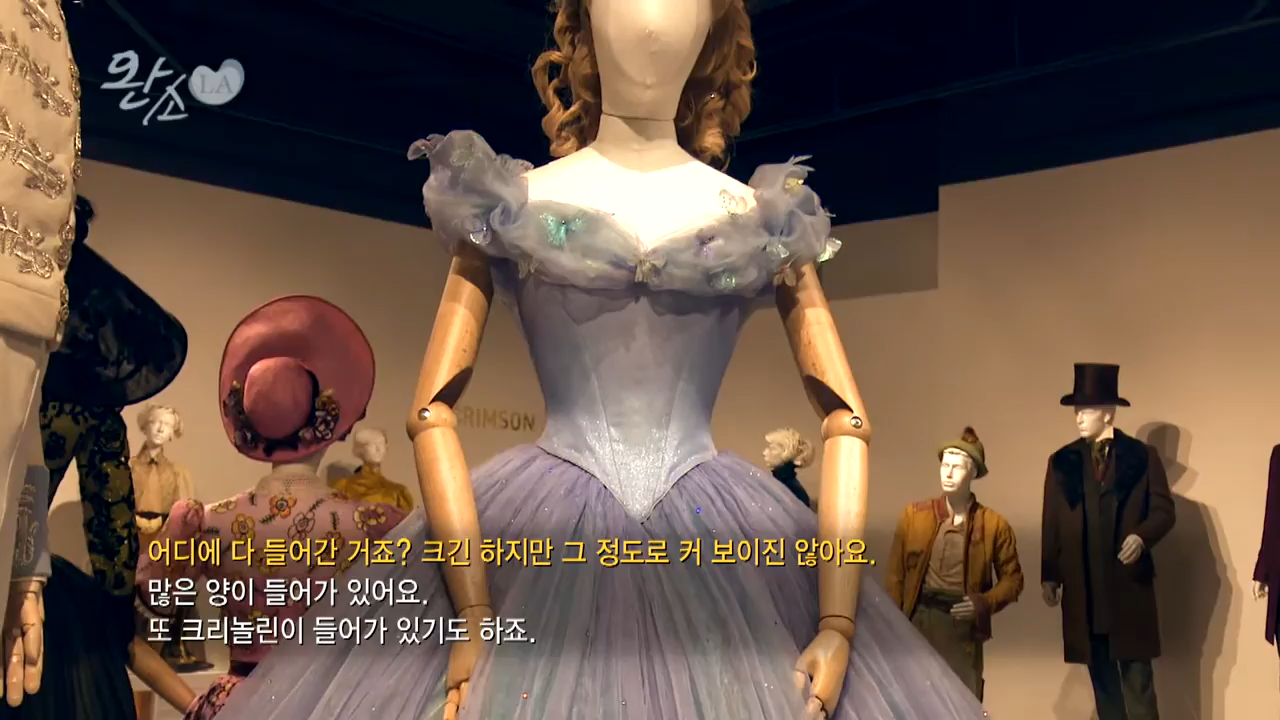 완소 LA
CRIMSON
어디에 다 들어간 거죠? 크긴 하지만 그 정도로 커 보이진 않아요.
많은 양이 들어가 있어요.
또 크리놀린이 들어가 있기도 하죠.